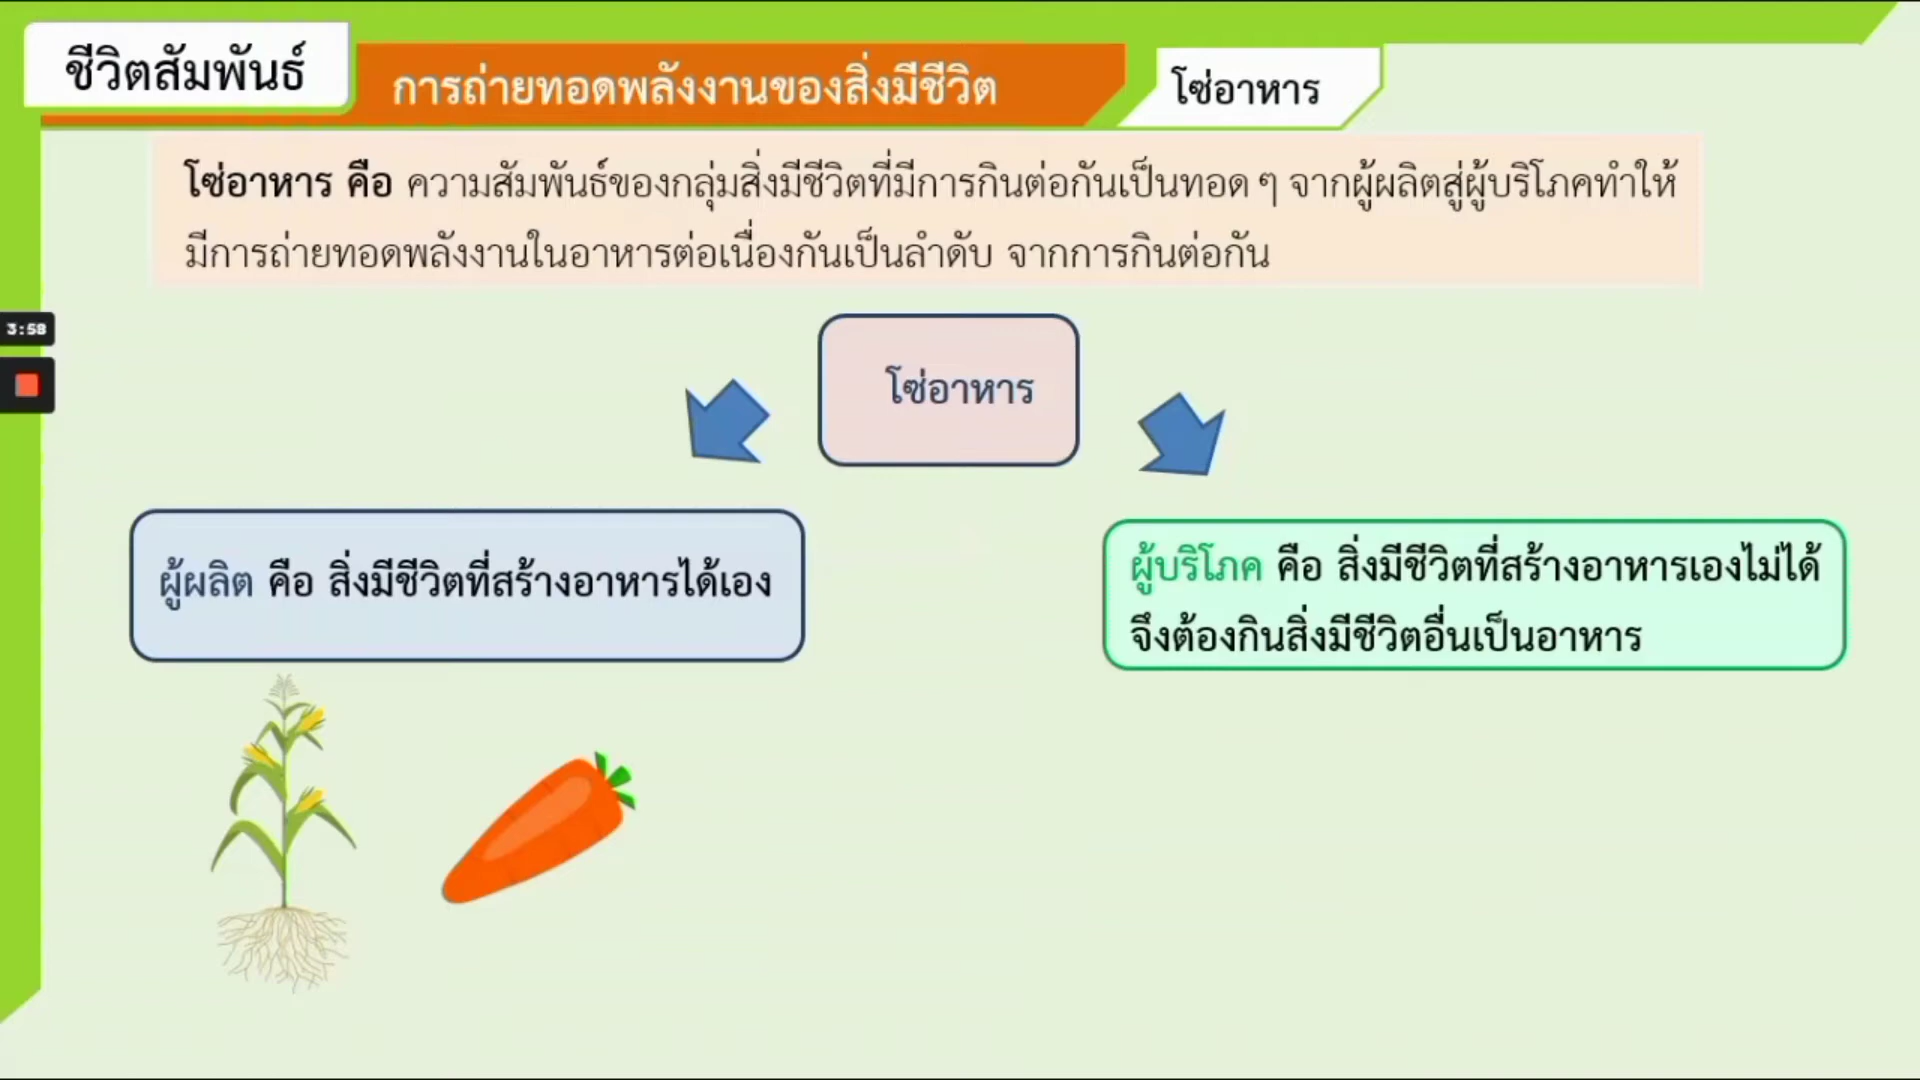 ชีวิตสัมพันธ์
การถ่ายทอดพลังงานของสิ่งมีชีวิต
โซ่อาหาร
โซ่อาหาร คือ ความสัมพันธ์ของกลุ่มสิ่งมีชีวิตที่มีการกินต่อกันเป็นทอด ๆ จากผู้ผลิตสู่ผู้บริโภคทำให้
มีการถ่ายทอดพลังงานในอาหารต่อเนื่องกันเป็นลำดับ จากการกินต่อกัน
3:58
โซ่อาหาร
ผู้ผลิต คือ สิ่งมีชีวิตที่สร้างอาหารได้เอง
ผู้บริโภค คือ สิ่งมีชีวิตที่สร้างอาหารเองไม่ได้
จึงต้องกินสิ่งมีชีวิตอื่นเป็นอาหาร